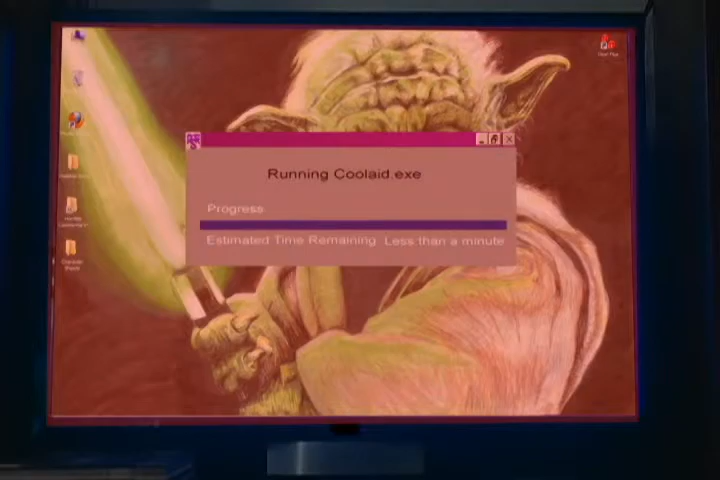 Running Coolaid.exe
Progress
Estimated Time Remaining Less than a minute